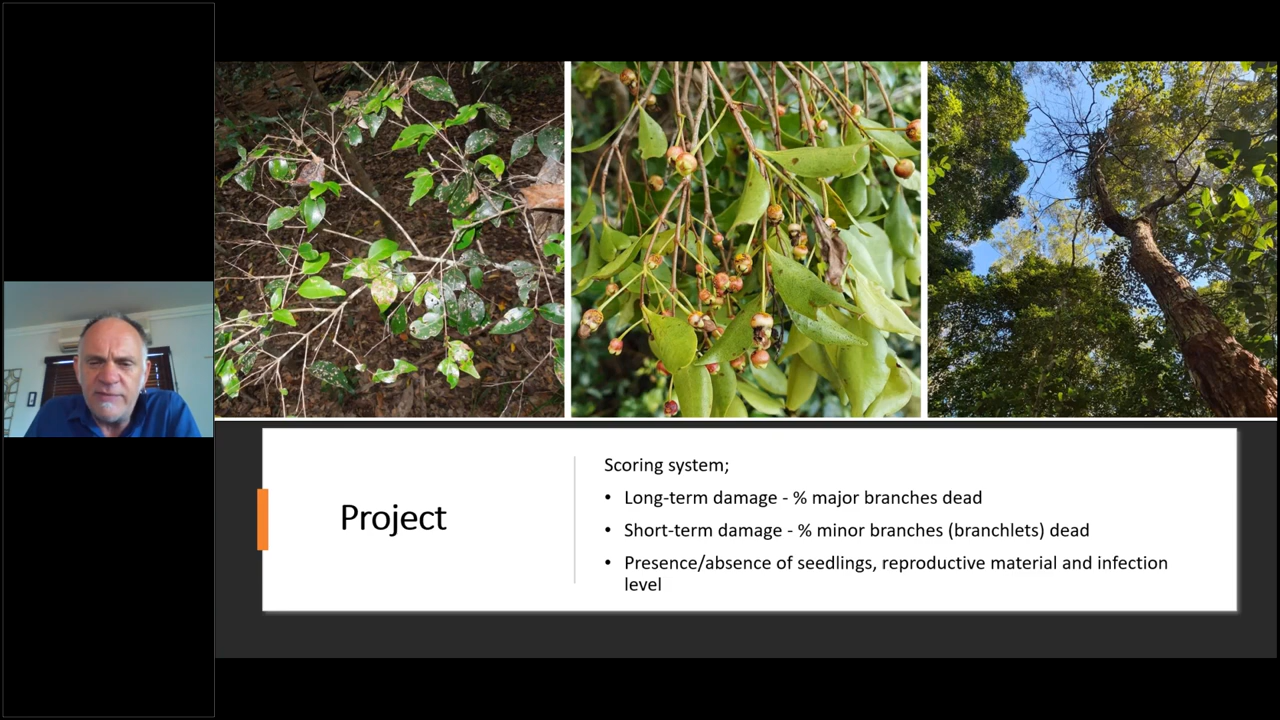 Project
Scoring system;
• Long-term damage - % major branches dead
• Short-term damage - % minor branches (branchlets) dead
• Presence/absence of seedlings, reproductive material and infection
level